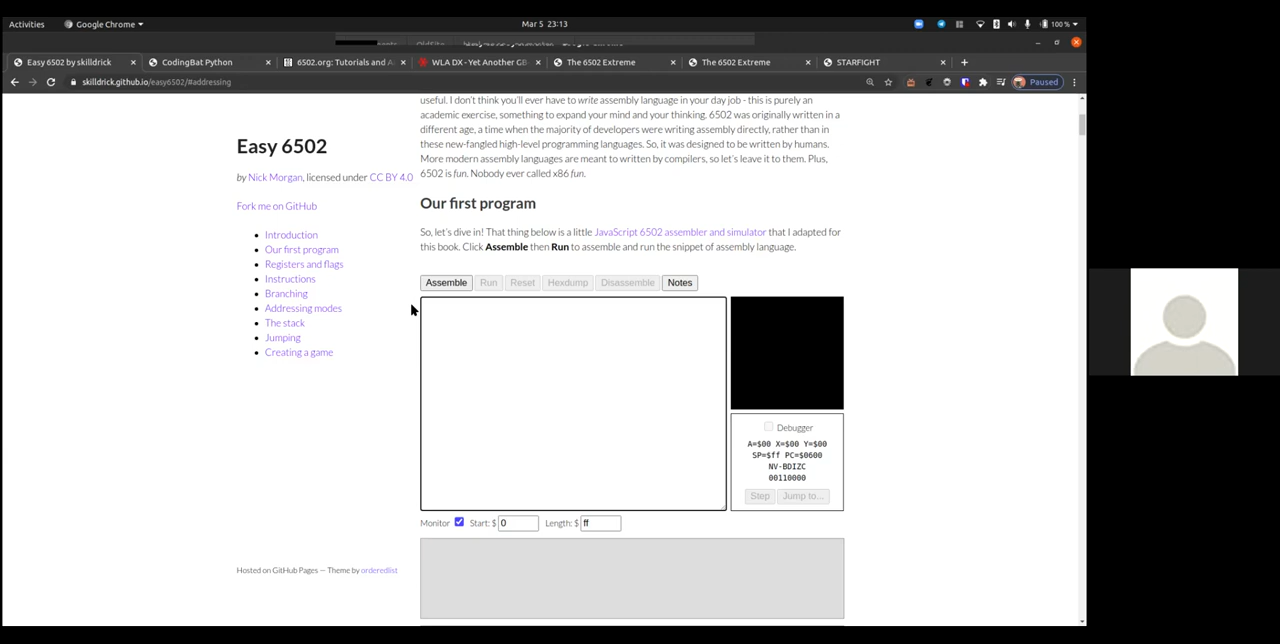 Activities Google Chrome Mar 5 23:13 100 %
Easy 6502 by skilldrick CodingBat Python 6502.org: Tutorials and A WLA DX - Yet Another GB The 6502 Extreme The 6502 Extreme STARFIGHT
skilldrick.github.io/easy6502/#addressing Paused
useful. I don't think you'll ever have to write assembly language in your day job - this is purely an
academic exercise, something to expand your mind and your thinking. 6502 was originally written in a
different age, a time when the majority of developers were writing assembly directly, rather than in
these new-fangled high-level programming languages. So, it was designed to be written by humans.
More modern assembly languages are meant to written by compilers, so let's leave it to them. Plus,
6502 is fun. Nobody ever called x86 fun.
Easy 6502
by Nick Morgan, licensed under CC BY 4.0
Fork me on GitHub
Introduction
Our first program
Registers and flags
Instructions
Branching
Addressing modes
The stack
Jumping
Creating a game
Hosted on GitHub Pages — Theme by orderedlist
Our first program
So, let's dive in! That thing below is a little JavaScript 6502 assembler and simulator that I adapted for
this book. Click Assemble then Run to assemble and run the snippet of assembly language.
Assemble Run Reset Hexdump Disassemble Notes
Debugger
A=$00 X=$00 Y=$00
SP=$ff PC=$0600
NV-BDIZC
00110000
Step Jump to...
Monitor Start: $ 0 Length: $ ff